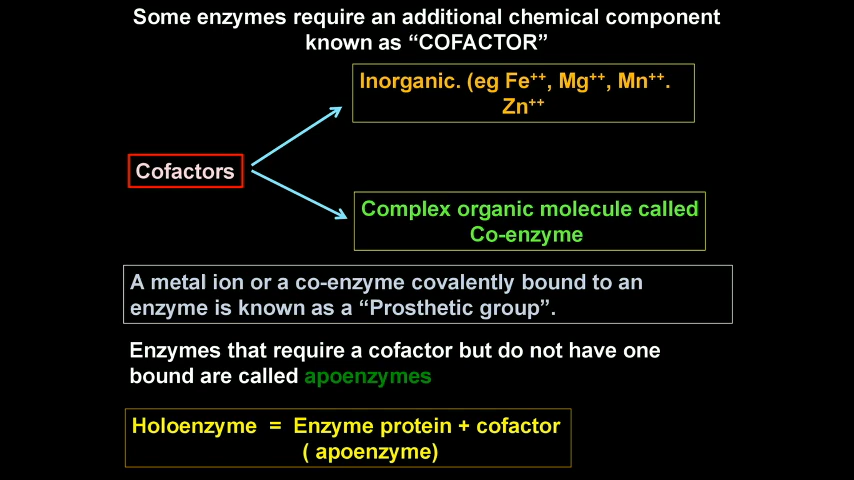 Some enzymes require an additional chemical component
known as “COFACTOR”
Inorganic. (eg Fe⁺⁺, Mg⁺⁺, Mn⁺⁺.
Zn⁺⁺
Cofactors
Complex organic molecule called
Co-enzyme
A metal ion or a co-enzyme covalently bound to an
enzyme is known as a “Prosthetic group”.
Enzymes that require a cofactor but do not have one
bound are called apoenzymes
Holoenzyme = Enzyme protein + cofactor
( apoenzyme)